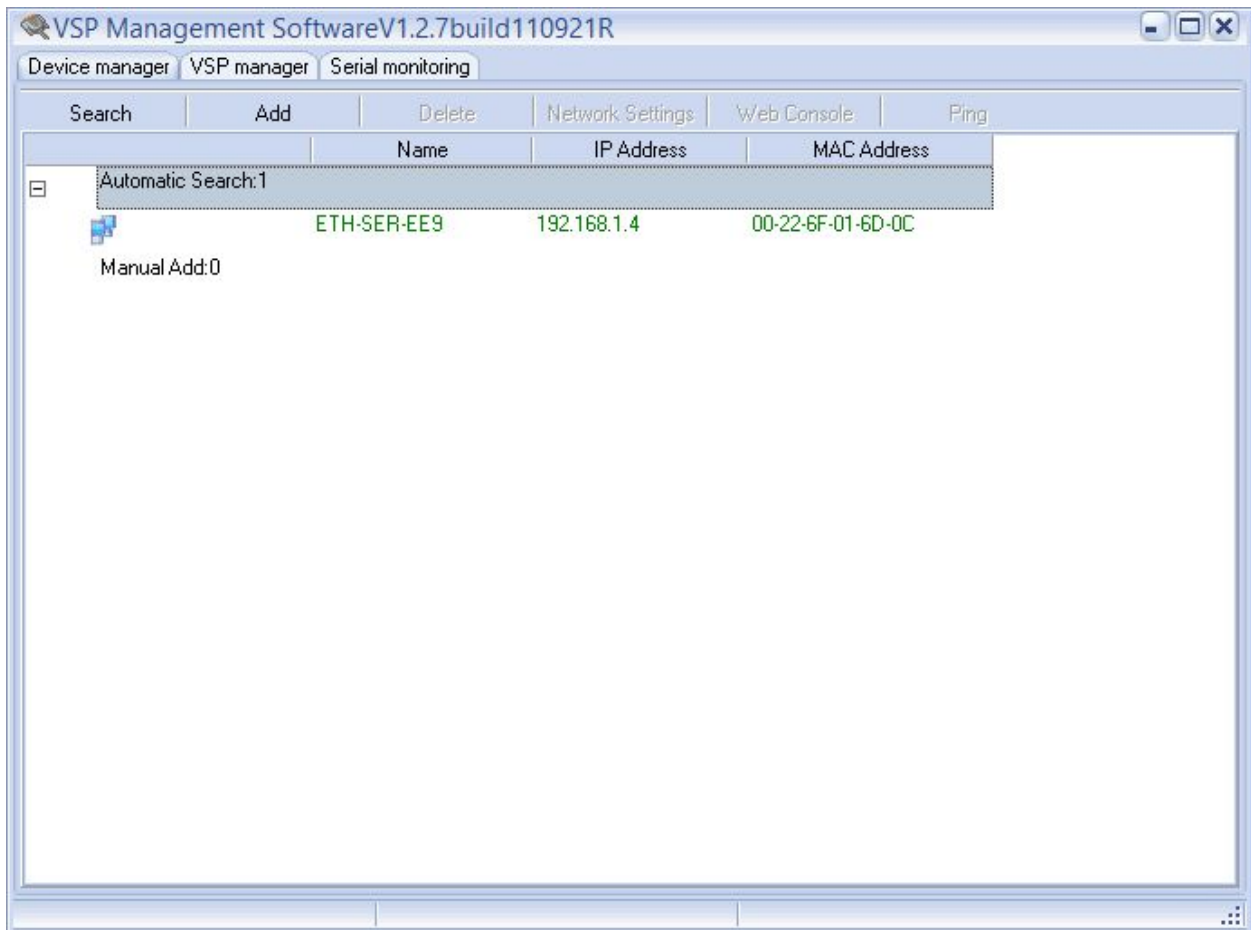 VSP Management SoftwareV1.2.7build110921R
Device manager VSP manager Serial monitoring
Search Add Delete Network Settings Web Console Ping
Name IP Address MAC Address
Automatic Search:1
ETH-SER-EE9 192.168.1.4 00-22-6F-01-6D-0C
Manual Add:0